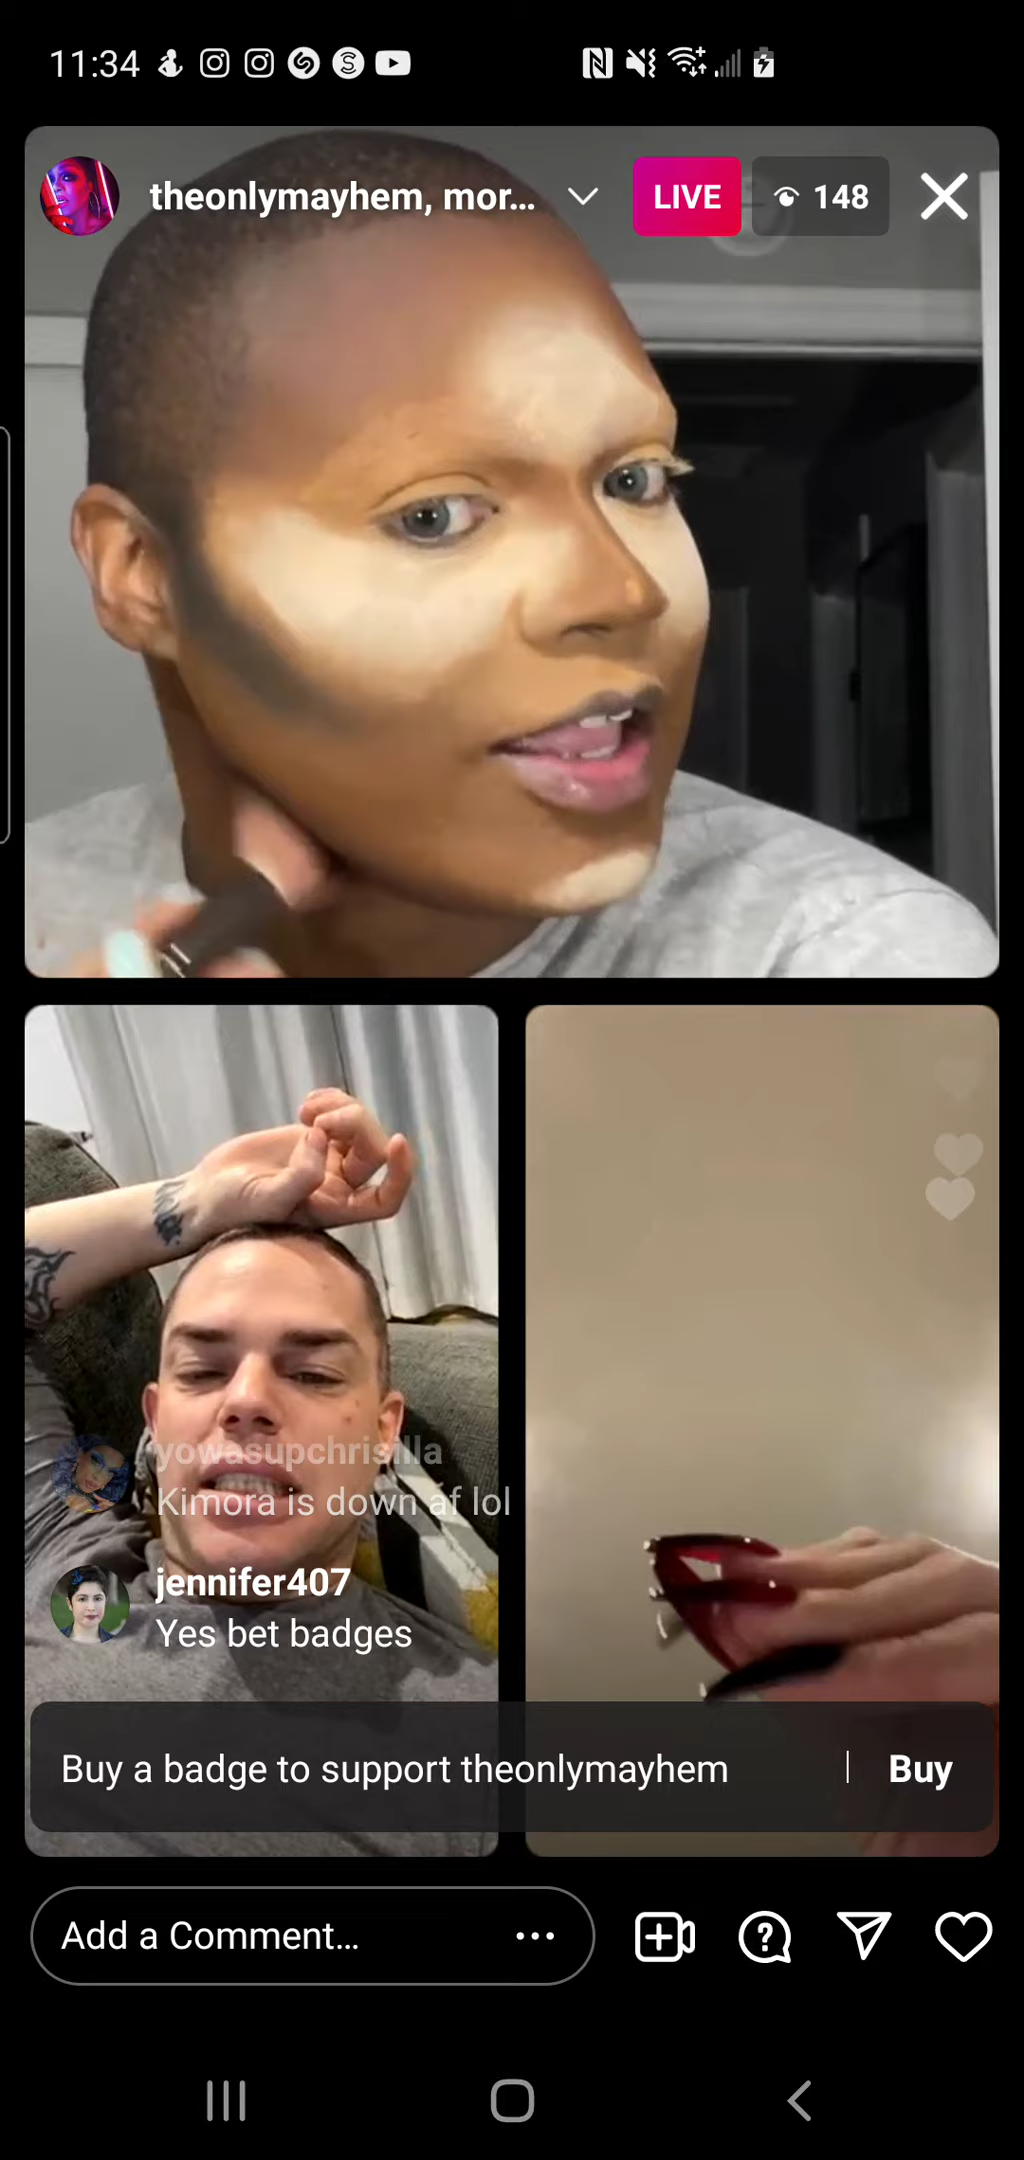 11:34
theonlymayhem, mor...
LIVE
148
yowasupchrisilla
Kimora is down af lol
jennifer407
Yes bet badges
Buy a badge to support theonlymayhem | Buy
Add a Comment...